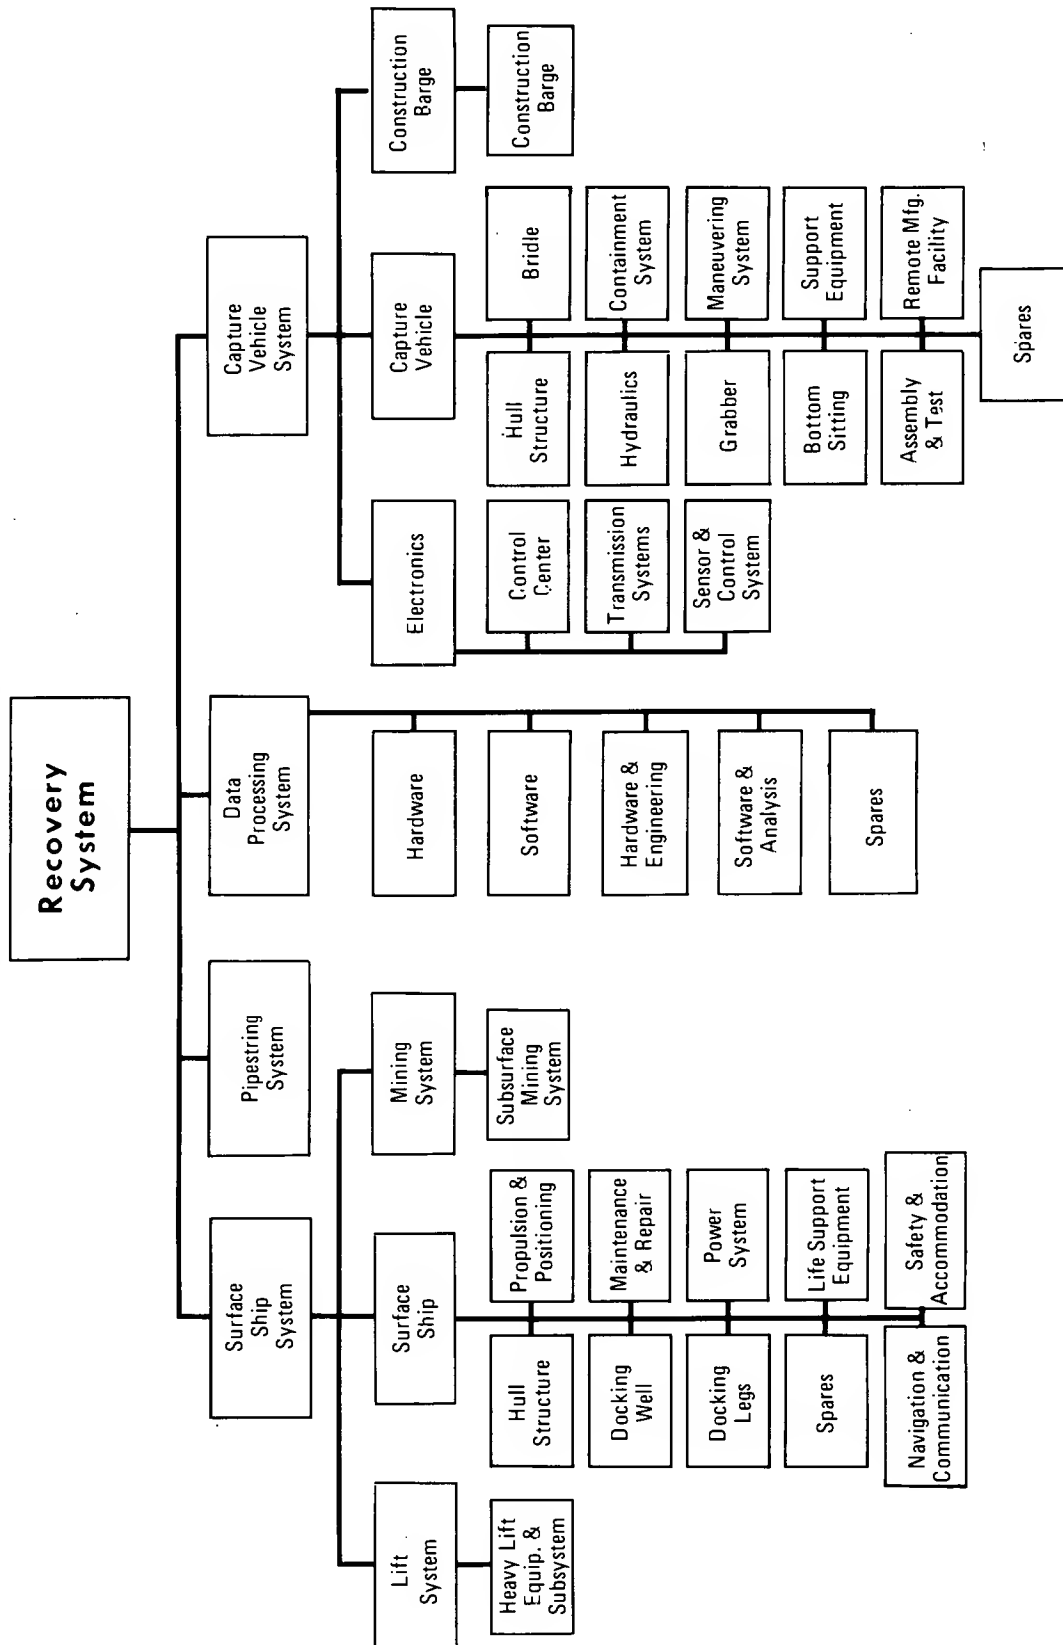 Recovery
System
Surface
Ship
System
Pipestring
System
Data
Processing
System
Capture
Vehicle
System
Lift
System
Surface
Ship
Mining
System
Hardware
Electronics
Capture
Vehicle
Construction
Barge
Heavy Lift
Equip. &
Subsystem
Hull
Structure
Propulsion &
Positioning
Subsurface
Mining
System
Software
Control
Center
Hull
Structure
Bridle
Construction
Barge
Docking
Well
Maintenance
& Repair
Hardware &
Engineering
Transmission
Systems
Hydraulics
Containment
System
Docking
Legs
Power
System
Software &
Analysis
Sensor &
Control
System
Grabber
Maneuvering
System
Spares
Life Support
Equipment
Spares
Bottom
Sitting
Support
Equipment
Navigation &
Communication
Safety &
Accommodation
Assembly
& Test
Remote Mfg.
Facility
Spares